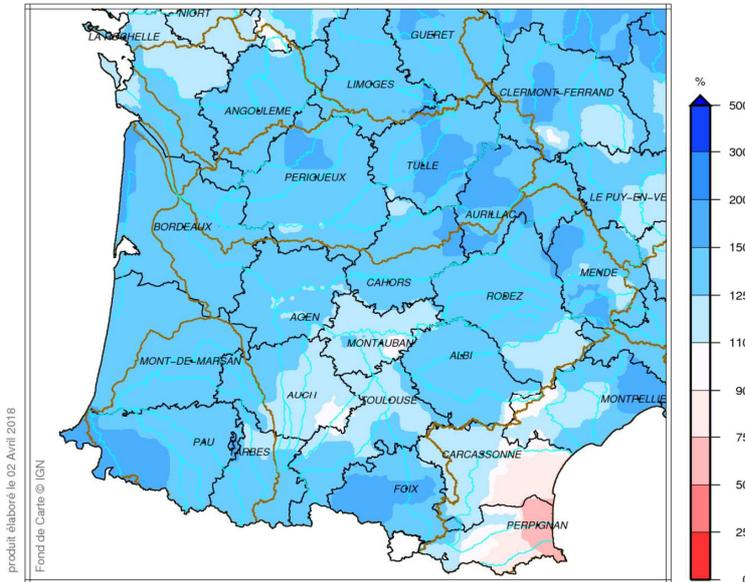 NIORT
LA ROCHELLE
GUERET
%
LIMOGES
CLERMONT-FERRAND
500
ANGOULEME
300
TULLE
PERIGUEUX
200
LE PUY-EN-VE
AURILLAC
BORDEAUX
150
MENDE
CAHORS
125
RODEZ
AGEN
MONTAUBAN
110
ALBI
MONT-DE-MARSAN
90
AUCH
TOULOUSE
MONTPELLIE
75
PAU
ARBES
CARCASSONNE
50
FOIX
PERPIGNAN
25
0
produit élaboré le 02 Avril 2018
Fond de Carte © IGN